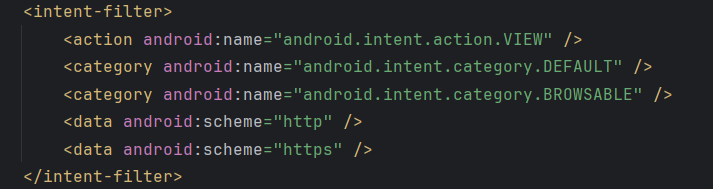 <intent-filter>
<action android:name="android.intent.action.VIEW" />
<category android:name="android.intent.category.DEFAULT" />
<category android:name="android.intent.category.BROWSABLE" />
<data android:scheme="http" />
<data android:scheme="https" />
</intent-filter>